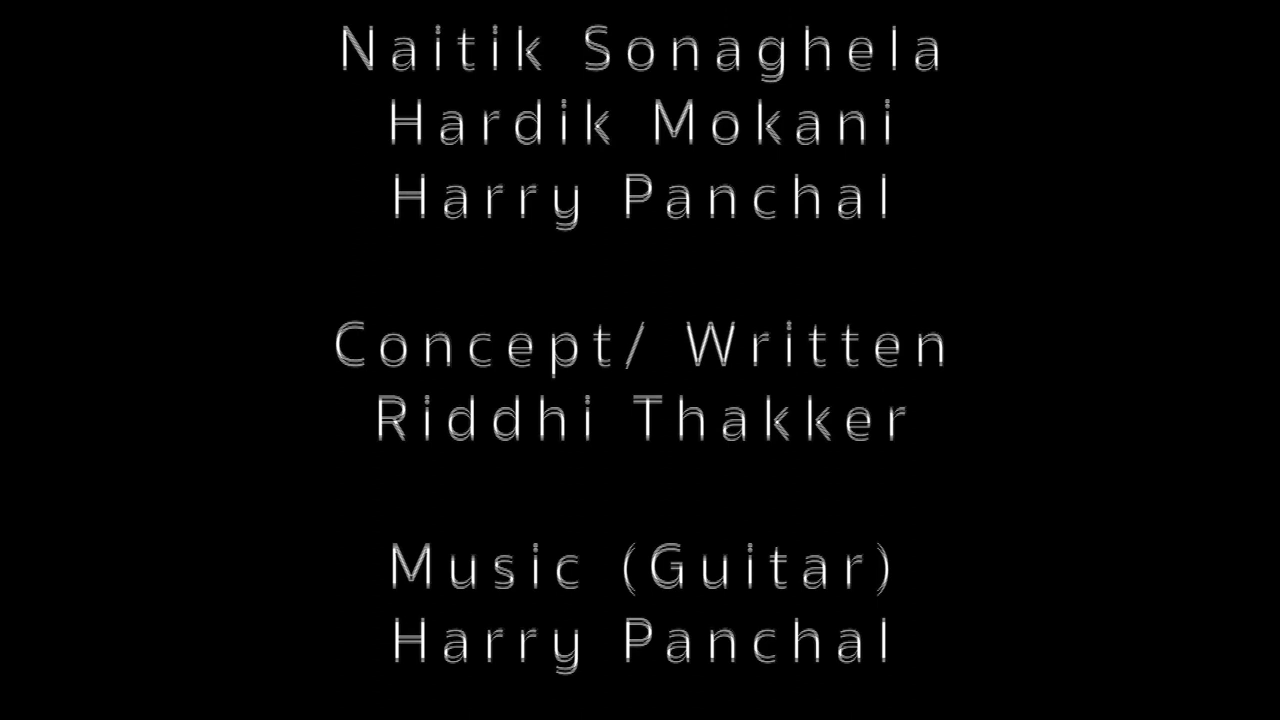 Naitik Sonaghela
Hardik Mokani
Harry Panchal
Concept/ Written
Riddhi Thakker
Music (Guitar)
Harry Panchal